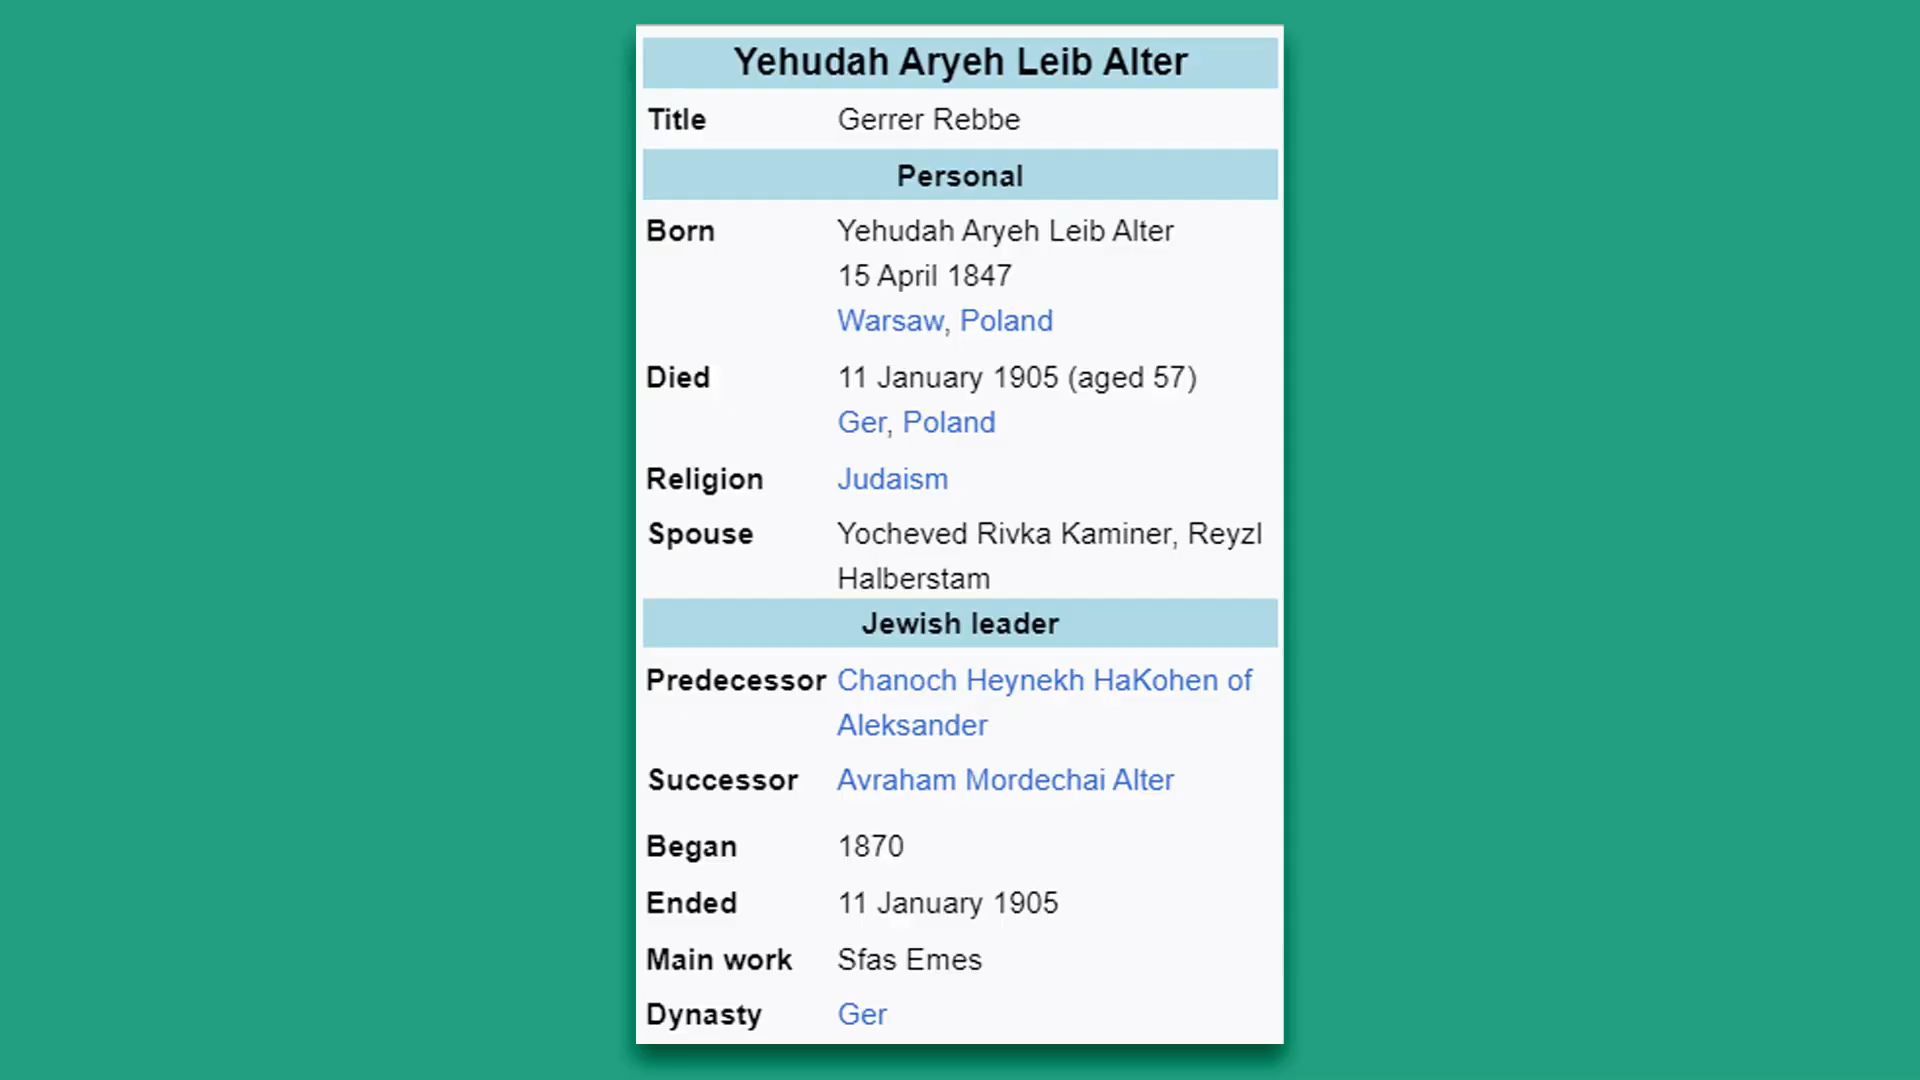 Yehudah Aryeh Leib Alter
Title Gerrer Rebbe
Personal
Born Yehudah Aryeh Leib Alter
15 April 1847
Warsaw, Poland
Died 11 January 1905 (aged 57)
Ger, Poland
Religion Judaism
Spouse Yocheved Rivka Kaminer, Reyzl
Halberstam
Jewish leader
Predecessor Chanoch Heynekh HaKohen of
Aleksander
Successor Avraham Mordechai Alter
Began 1870
Ended 11 January 1905
Main work Sfas Emes
Dynasty Ger